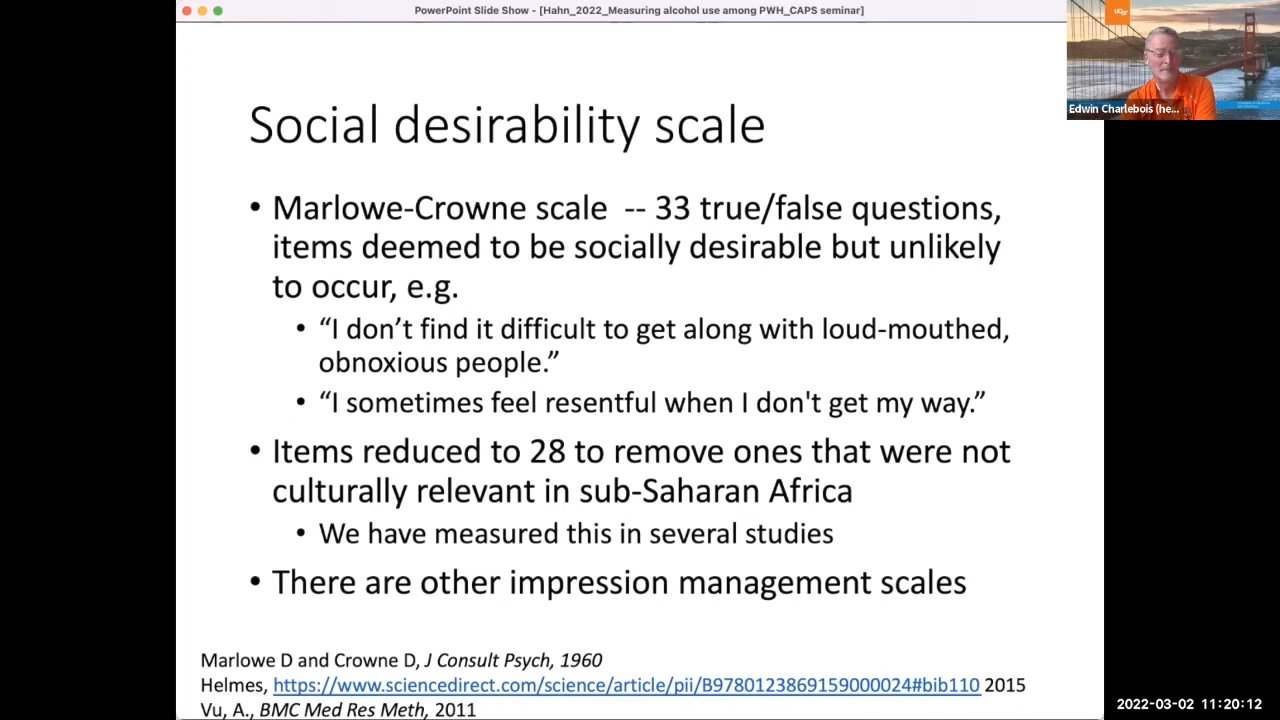 PowerPoint Slide Show - [Hahn_2022_Measuring alcohol use among PWH_CAPS seminar]
Edwin Charlebois (he...
Social desirability scale
• Marlowe-Crowne scale -- 33 true/false questions,
items deemed to be socially desirable but unlikely
to occur, e.g.
• “I don’t find it difficult to get along with loud-mouthed,
obnoxious people.”
• “I sometimes feel resentful when I don't get my way.”
• Items reduced to 28 to remove ones that were not
culturally relevant in sub-Saharan Africa
• We have measured this in several studies
• There are other impression management scales
Marlowe D and Crowne D, J Consult Psych, 1960
Helmes, https://www.sciencedirect.com/science/article/pii/B9780123869159000024#bib110 2015
Vu, A., BMC Med Res Meth, 2011
2022-03-02 11:20:12